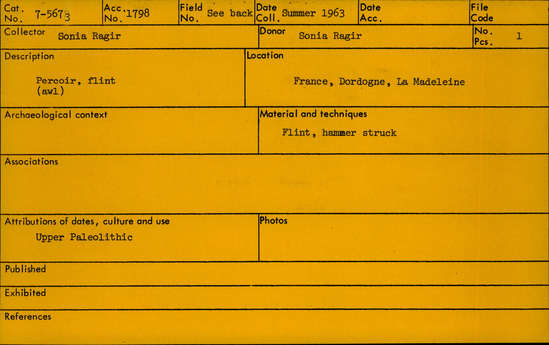 Cat. No. 7-5673 Acc. No. 1798 Field No. See back Date Coll. Summer 1963 Date Acc. File Code
Collector Sonia Ragir Donor Sonia Ragir No. Pcs. 1
Description Location
Percoir, flint France, Dordogne, La Madeleine
(awl)
Archaeological context Material and techniques
Flint, hammer struck
Associations
Attributions of dates, culture and use Photos
Upper Paleolithic
Published
Exhibited
References